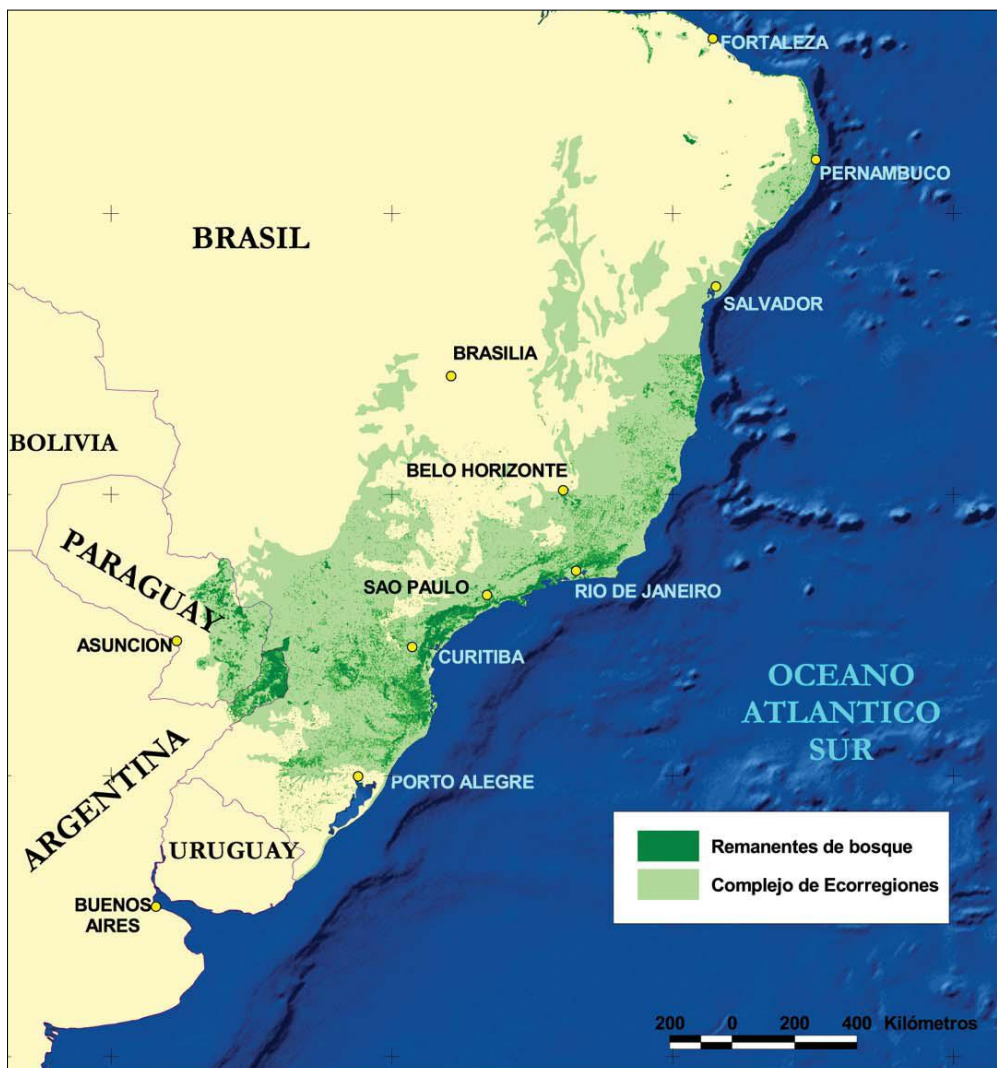 FORTALEZA
PERNAMBUCO
BRASIL
SALVADOR
BRASILIA
BOLIVIA
BELO HORIZONTE
PARAGUAY
SAO PAULO
RIO DE JANEIRO
ASUNCION
CURITIBA
OCEANO
ATLANTICO
SUR
ARGENTINA
PORTO ALEGRE
URUGUAY
Remanentes de bosque
Complejo de Ecorregiones
BUENOS
AIRES
200 0 200 400 Kilómetros